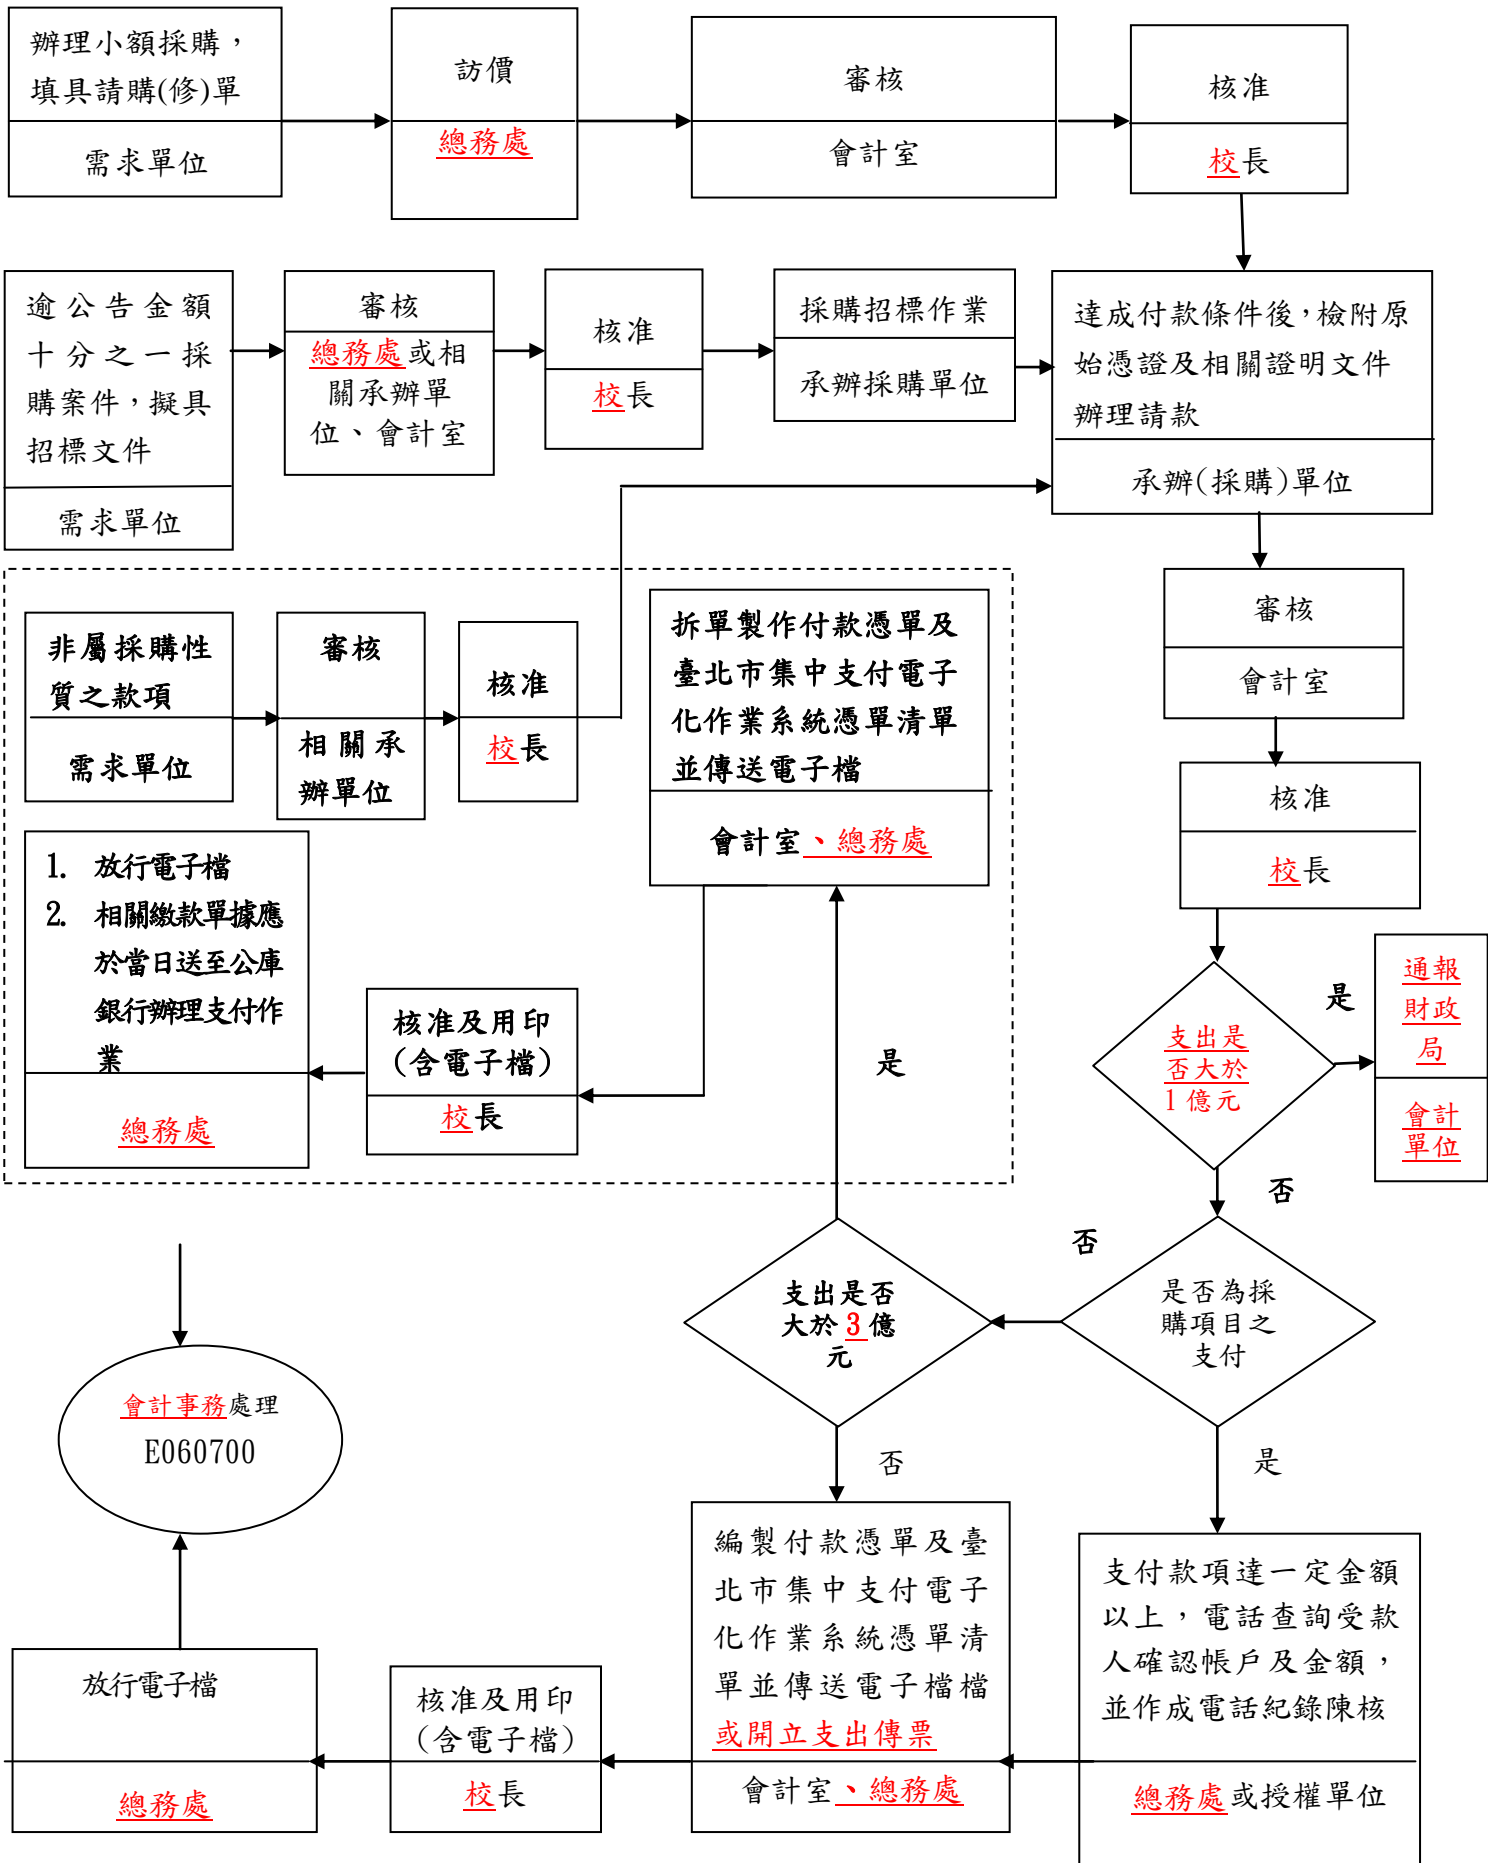 辦理小額採購，
填具請購(修)單
需求單位
訪價
總務處
審核
會計室
核准
校長
逾公告金額
十分之一採
購案件，擬具
招標文件
需求單位
審核
總務處或相
關承辦單
位、會計室
核准
校長
採購招標作業
承辦採購單位
達成付款條件後，檢附原
始憑證及相關證明文件
辦理請款
承辦(採購)單位
非屬採購性
質之款項
需求單位
審核
相關承
辦單位
核准
校長
拆單製作付款憑單及
臺北市集中支付電子
化作業系統憑單清單
並傳送電子檔
會計室、總務處
審核
會計室
核准
校長
1. 放行電子檔
2. 相關繳款單據應
於當日送至公庫
銀行辦理支付作
業
總務處
核准及用印
(含電子檔)
校長
是
支出是
否大於
1億元
是
通報
財政
局
會計
單位
否
是否為採
購項目之
支付
否
支出是否
大於3億
元
會計事務處理
E060700
否
是
編製付款憑單及臺
北市集中支付電子
化作業系統憑單清
單並傳送電子檔檔
或開立支出傳票
會計室、總務處
支付款項達一定金額
以上，電話查詢受款
人確認帳戶及金額，
並作成電話紀錄陳核
總務處或授權單位
放行電子檔
總務處
核准及用印
(含電子檔)
校長